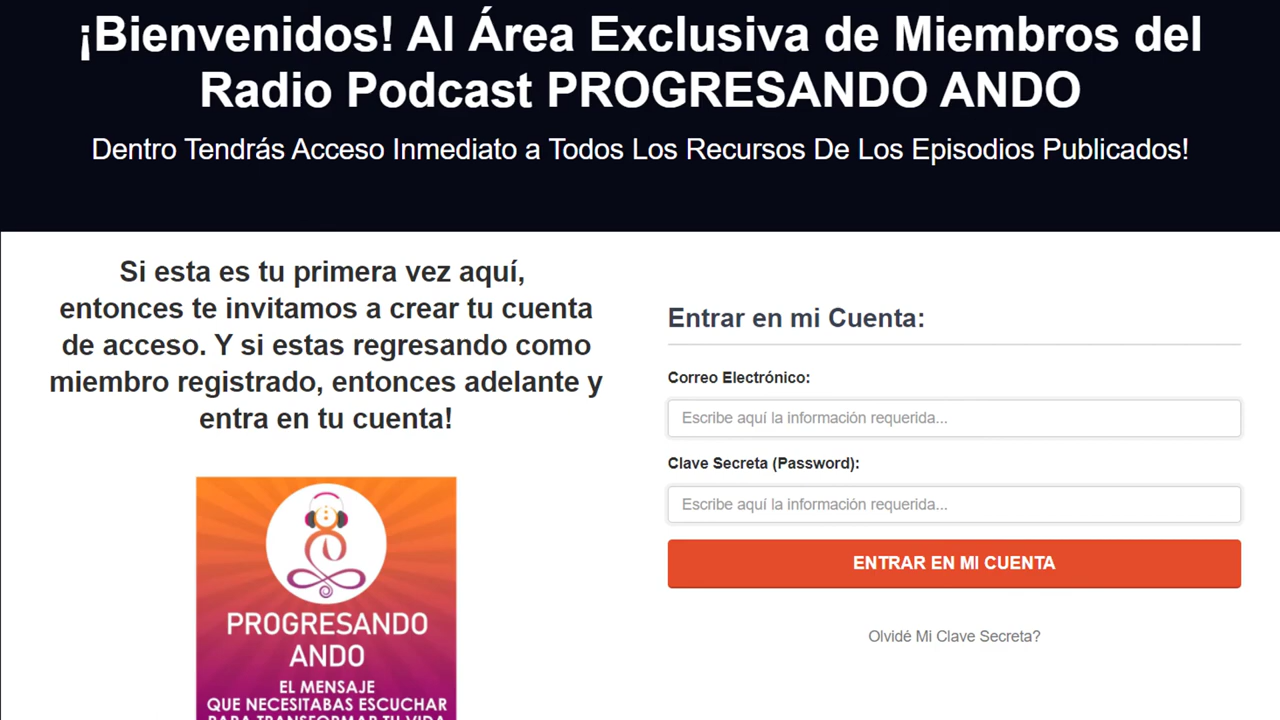 ¡Bienvenidos! Al Área Exclusiva de Miembros del
Radio Podcast PROGRESANDO ANDO
Dentro Tendrás Acceso Inmediato a Todos Los Recursos De Los Episodios Publicados!
Si esta es tu primera vez aquí,
entonces te invitamos a crear tu cuenta
de acceso. Y si estas regresando como
miembro registrado, entonces adelante y
entra en tu cuenta!
PROGRESANDO
ANDO
EL MENSAJE
QUE NECESITABAS ESCUCHAR
PARA TRANSFORMAR TU VIDA
Entrar en mi Cuenta:
Correo Electrónico:
Escribe aquí la información requerida...
Clave Secreta (Password):
Escribe aquí la información requerida...
ENTRAR EN MI CUENTA
Olvidé Mi Clave Secreta?